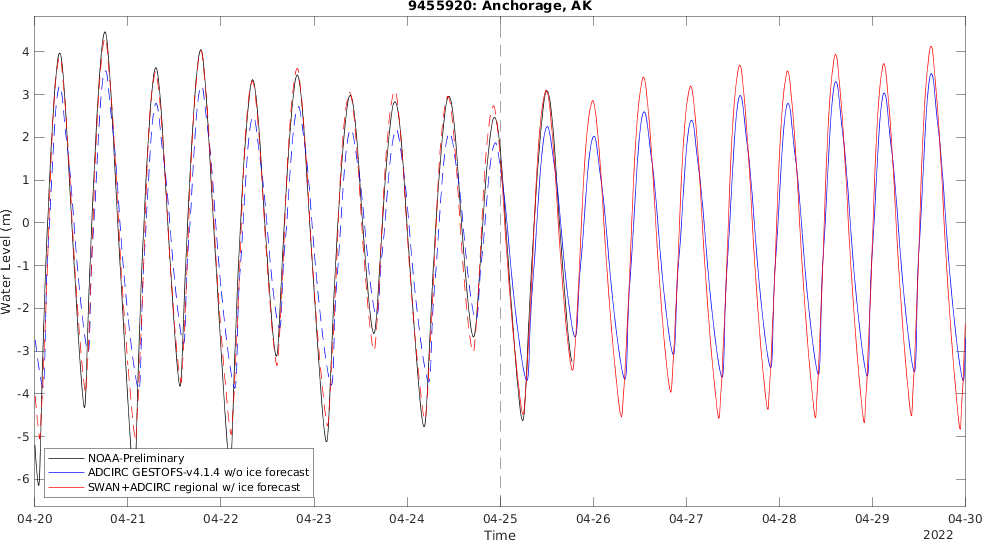 9455920: Anchorage, AK
4
3
2
1
0
-1
-2
-3
-4
-5
-6
Water Level (m)
NOAA-Preliminary
ADCIRC GESTOFS-v4.1.4 w/o ice forecast
SWAN+ADCIRC regional w/ ice forecast
04-20 04-21 04-22 04-23 04-24 04-25 04-26 04-27 04-28 04-29 04-30
Time
2022